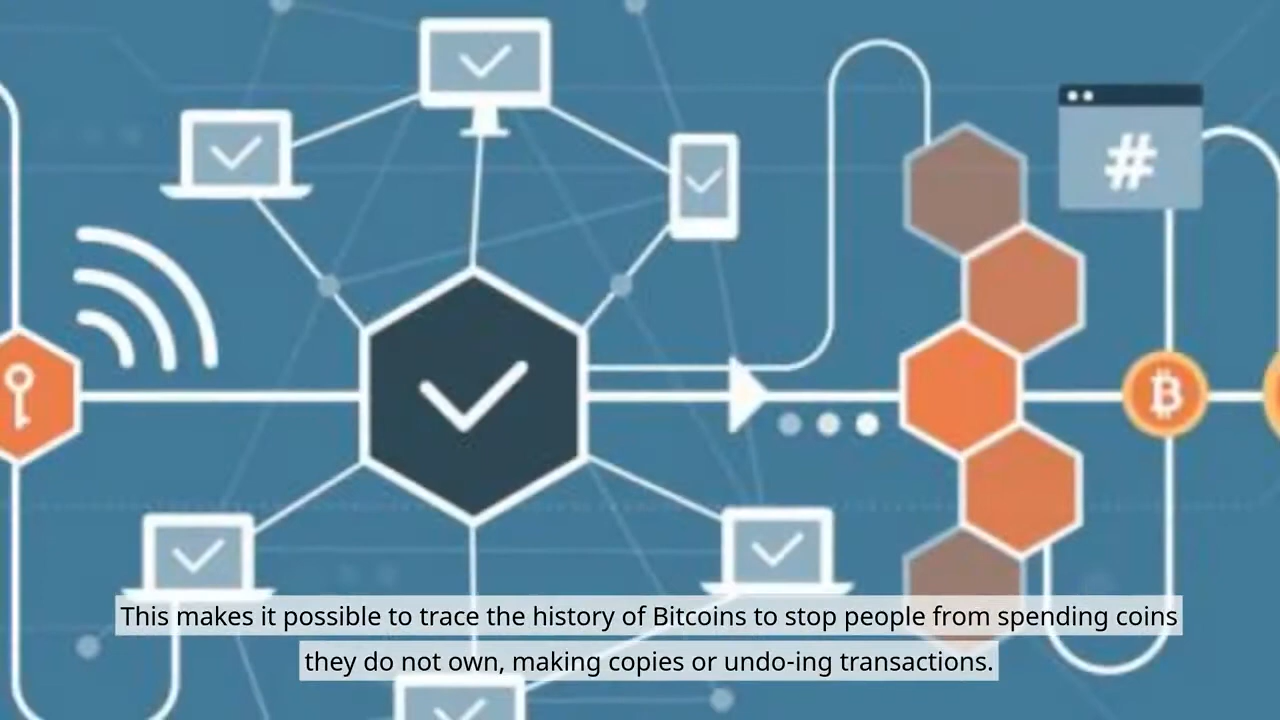 #
₿
This makes it possible to trace the history of Bitcoins to stop people from spending coins
they do not own, making copies or undo-ing transactions.